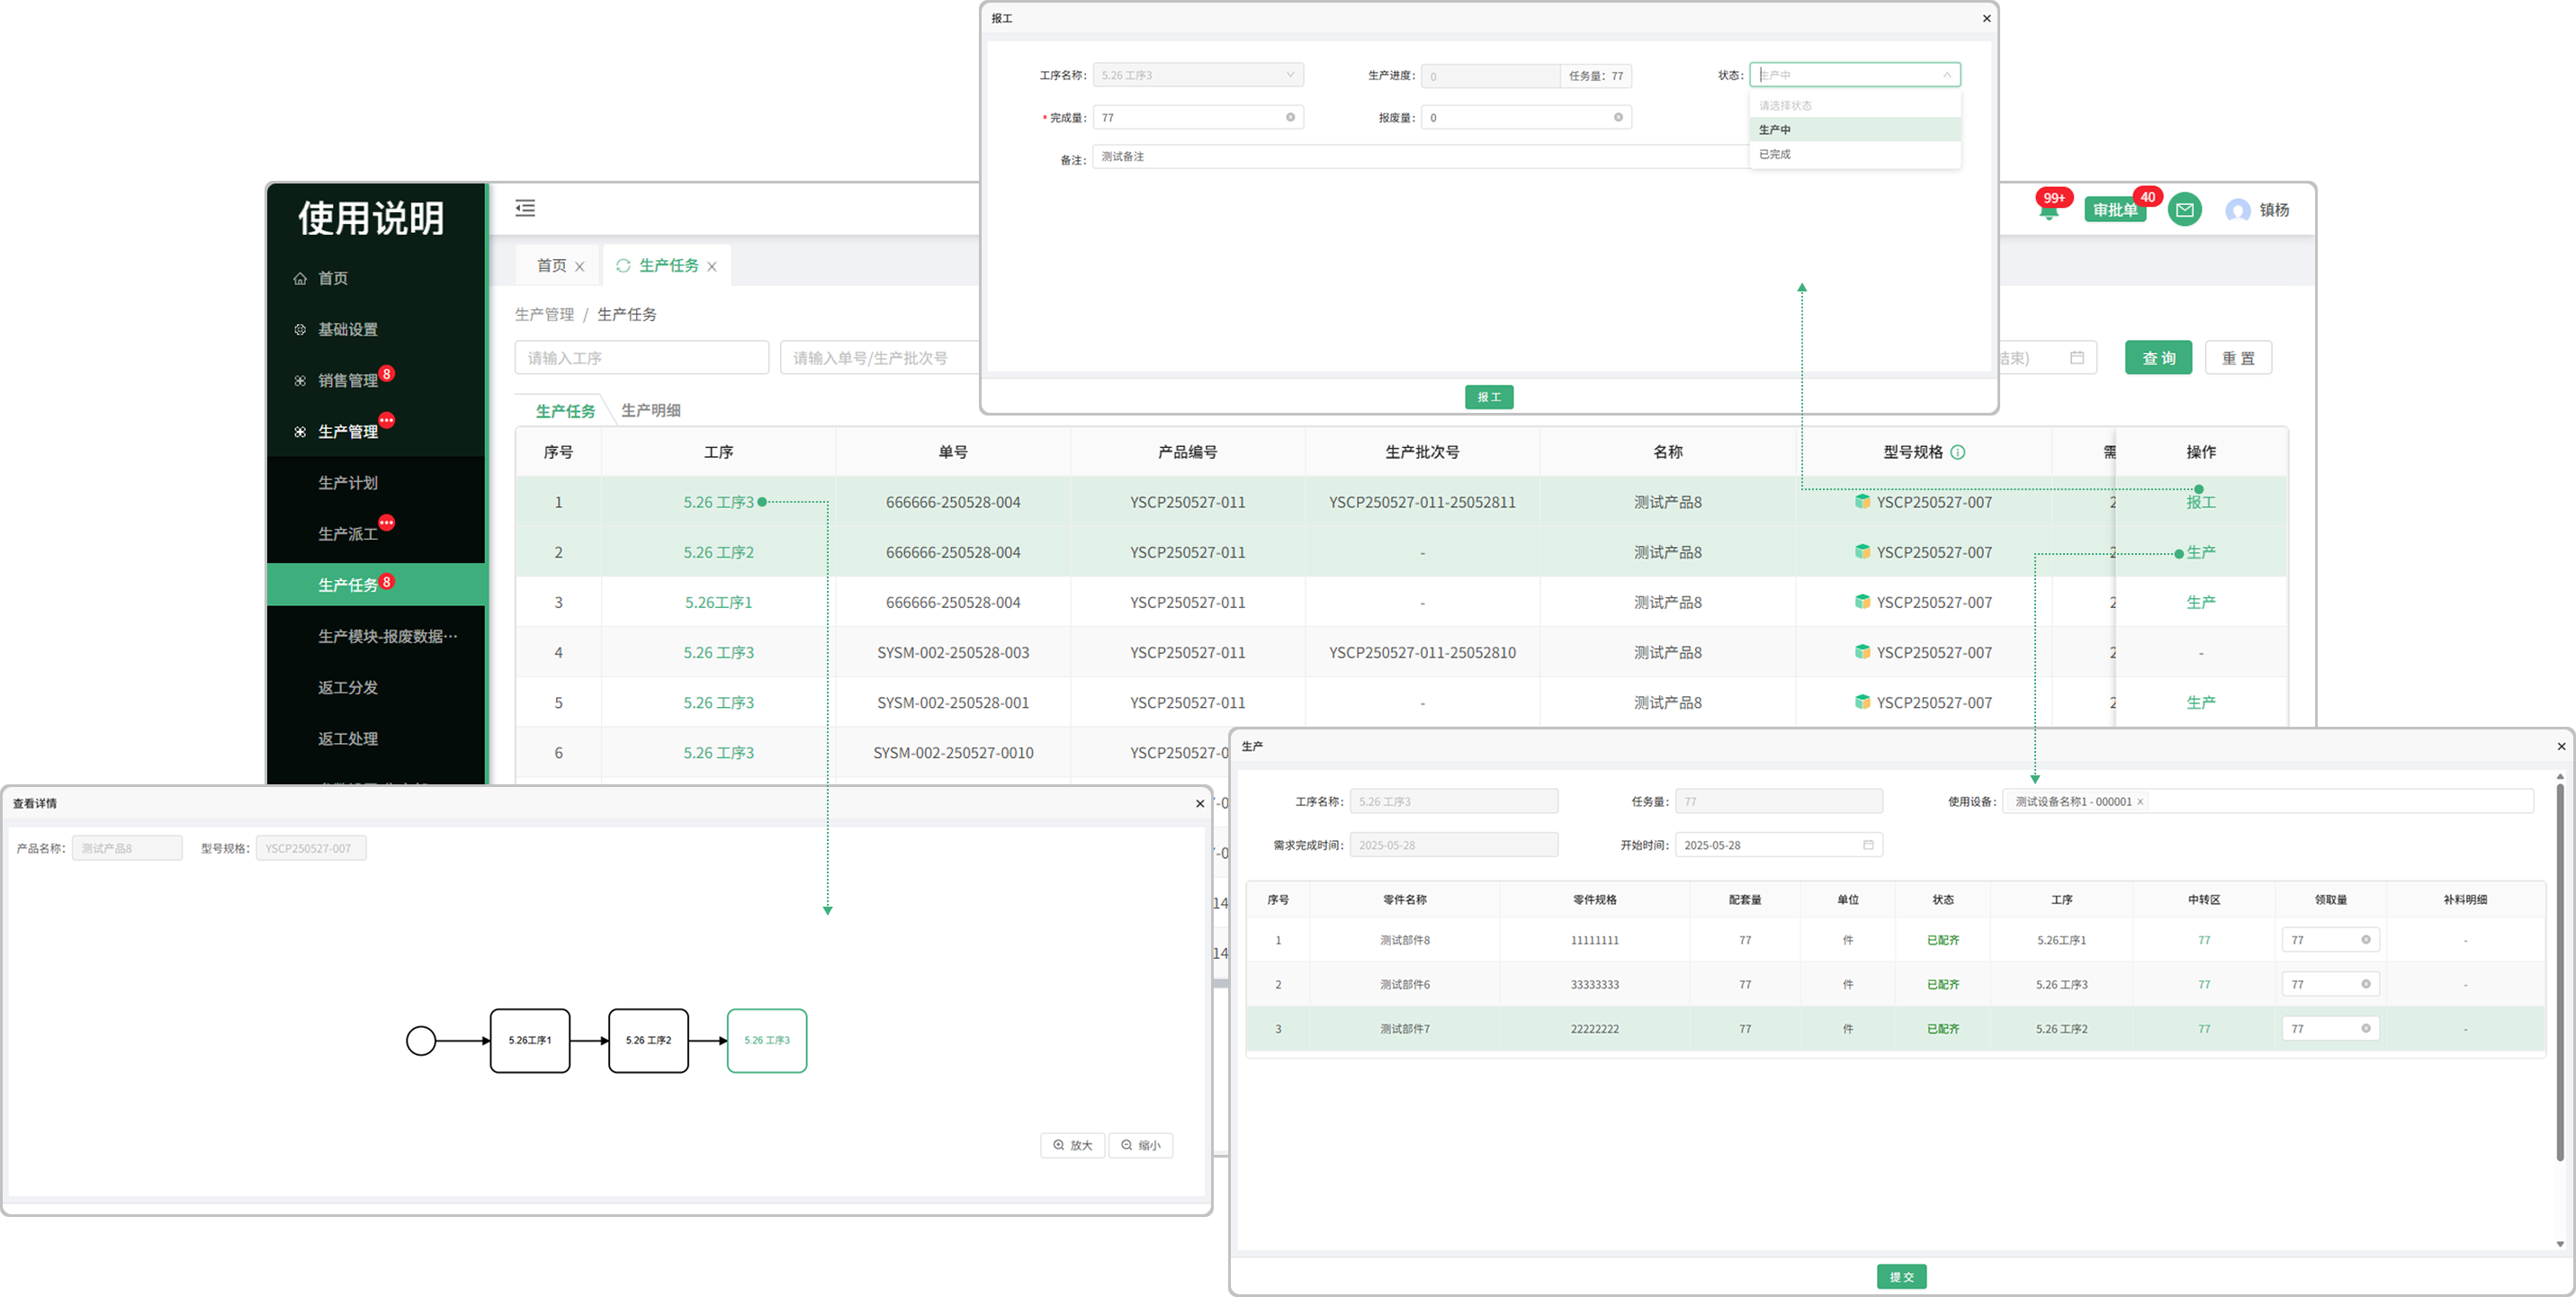 报工
工序名称: 5.26 工序3 生产进度: 0 任务量: 77 状态: 生产中
* 完成量: 77 报废量: 0 请选择状态
生产中
备注: 测试备注 已完成
报 工
使用说明
首页
基础设置
销售管理 8
生产管理
生产计划
生产派工
生产任务 8
生产模块-报废数据…
返工分发
返工处理
99+ 审批单 40 镇杨
首页 生产任务
生产管理 / 生产任务
请输入工序 请输入单号/生产批次号 结束) 查 询 重 置
生产任务 生产明细
序号 工序 单号 产品编号 生产批次号 名称 型号规格 需 操作
1 5.26 工序3 666666-250528-004 YSCP250527-011 YSCP250527-011-25052811 测试产品8 YSCP250527-007 2 报工
2 5.26 工序2 666666-250528-004 YSCP250527-011 - 测试产品8 YSCP250527-007 2 生产
3 5.26工序1 666666-250528-004 YSCP250527-011 - 测试产品8 YSCP250527-007 2 生产
4 5.26 工序3 SYSM-002-250528-003 YSCP250527-011 YSCP250527-011-25052810 测试产品8 YSCP250527-007 2 -
5 5.26 工序3 SYSM-002-250528-001 YSCP250527-011 - 测试产品8 YSCP250527-007 2 生产
6 5.26 工序3 SYSM-002-250527-0010 YSCP250527-0
-0
-0
14
14
查看详情
产品名称: 测试产品8 型号规格: YSCP250527-007
5.26工序1 5.26 工序2 5.26 工序3
放大 缩小
生产
工序名称: 5.26 工序3 任务量: 77 使用设备: 测试设备名称1 - 000001 ×
需求完成时间: 2025-05-28 开始时间: 2025-05-28
序号 零件名称 零件规格 配套量 单位 状态 工序 中转区 领取量 补料明细
1 测试部件8 11111111 77 件 已配齐 5.26工序1 77 77 -
2 测试部件6 33333333 77 件 已配齐 5.26 工序3 77 77 -
3 测试部件7 22222222 77 件 已配齐 5.26 工序2 77 77 -
提 交